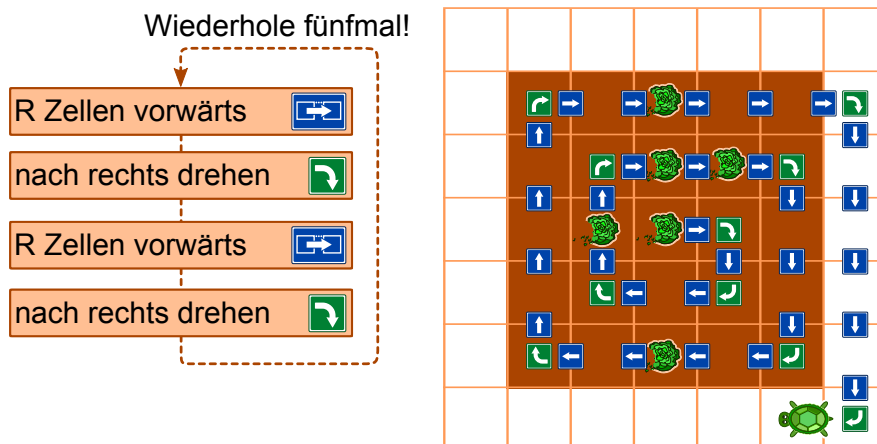 Wiederhole fünfmal!
R Zellen vorwärts
nach rechts drehen
R Zellen vorwärts
nach rechts drehen